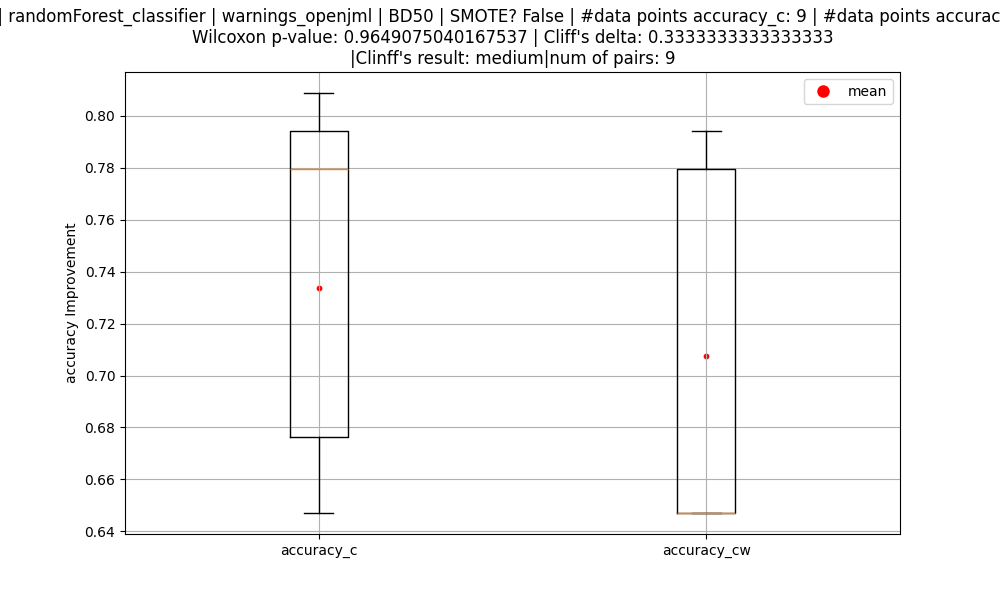 | randomForest_classifier | warnings_openjml | BD50 | SMOTE? False | #data points accuracy_c: 9 | #data points
Wilcoxon p-value: 0.9649075040167537 | Cliff's delta: 0.3333333333333333
|Clinff's result: medium|num of pairs: 9
mean
0.80
0.78
0.76
0.74
0.72
0.70
0.68
0.66
0.64
accuracy Improvement
accuracy_c
accuracy_cw